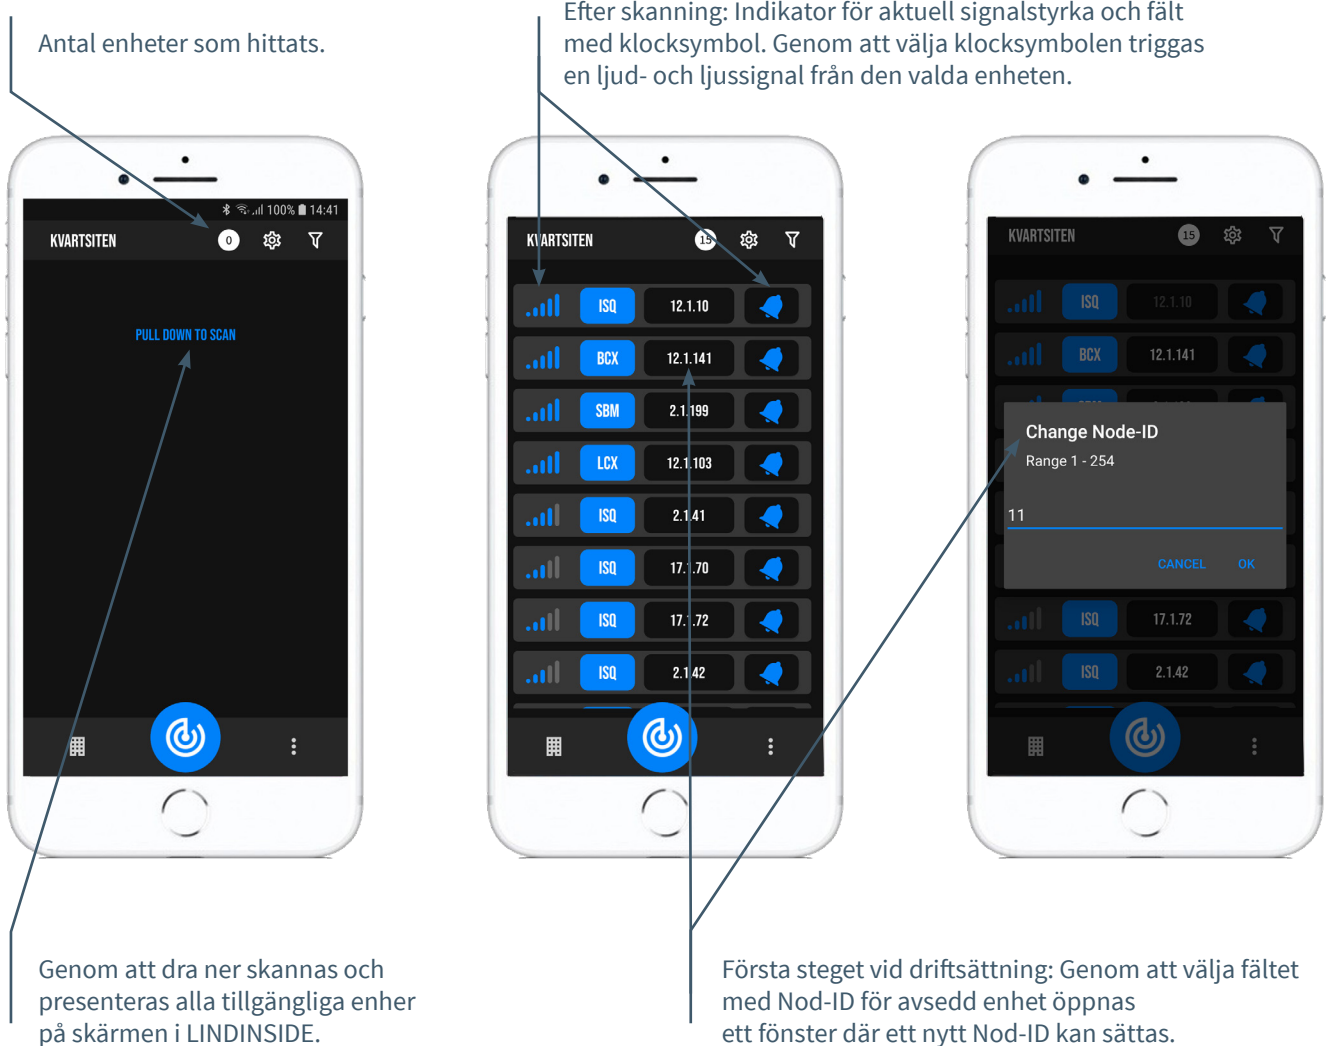 Antal enheter som hittats.
Efter skanning: Indikator för aktuell signalstyrka och fält
med klocksymbol. Genom att välja klocksymbolen triggas
en ljud- och ljussignal från den valda enheten.
100% 14:41
KVARTSITEN 0
PULL DOWN TO SCAN
KVARTSITEN 15
ISQ 12.1.10
BCX 12.1.141
SBM 2.1.199
LCX 12.1.103
ISQ 2.1.41
ISQ 17.1.70
ISQ 17.1.72
ISQ 2.1.42
KVARTSITEN 15
ISQ 12.1.10
BCX 12.1.141
Change Node-ID
Range 1 - 254
11
CANCEL OK
ISQ 17.1.72
ISQ 2.1.42
Genom att dra ner skannas och
presenteras alla tillgängliga enher
på skärmen i LINDINSIDE.
Första steget vid driftsättning: Genom att välja fältet
med Nod-ID för avsedd enhet öppnas
ett fönster där ett nytt Nod-ID kan sättas.